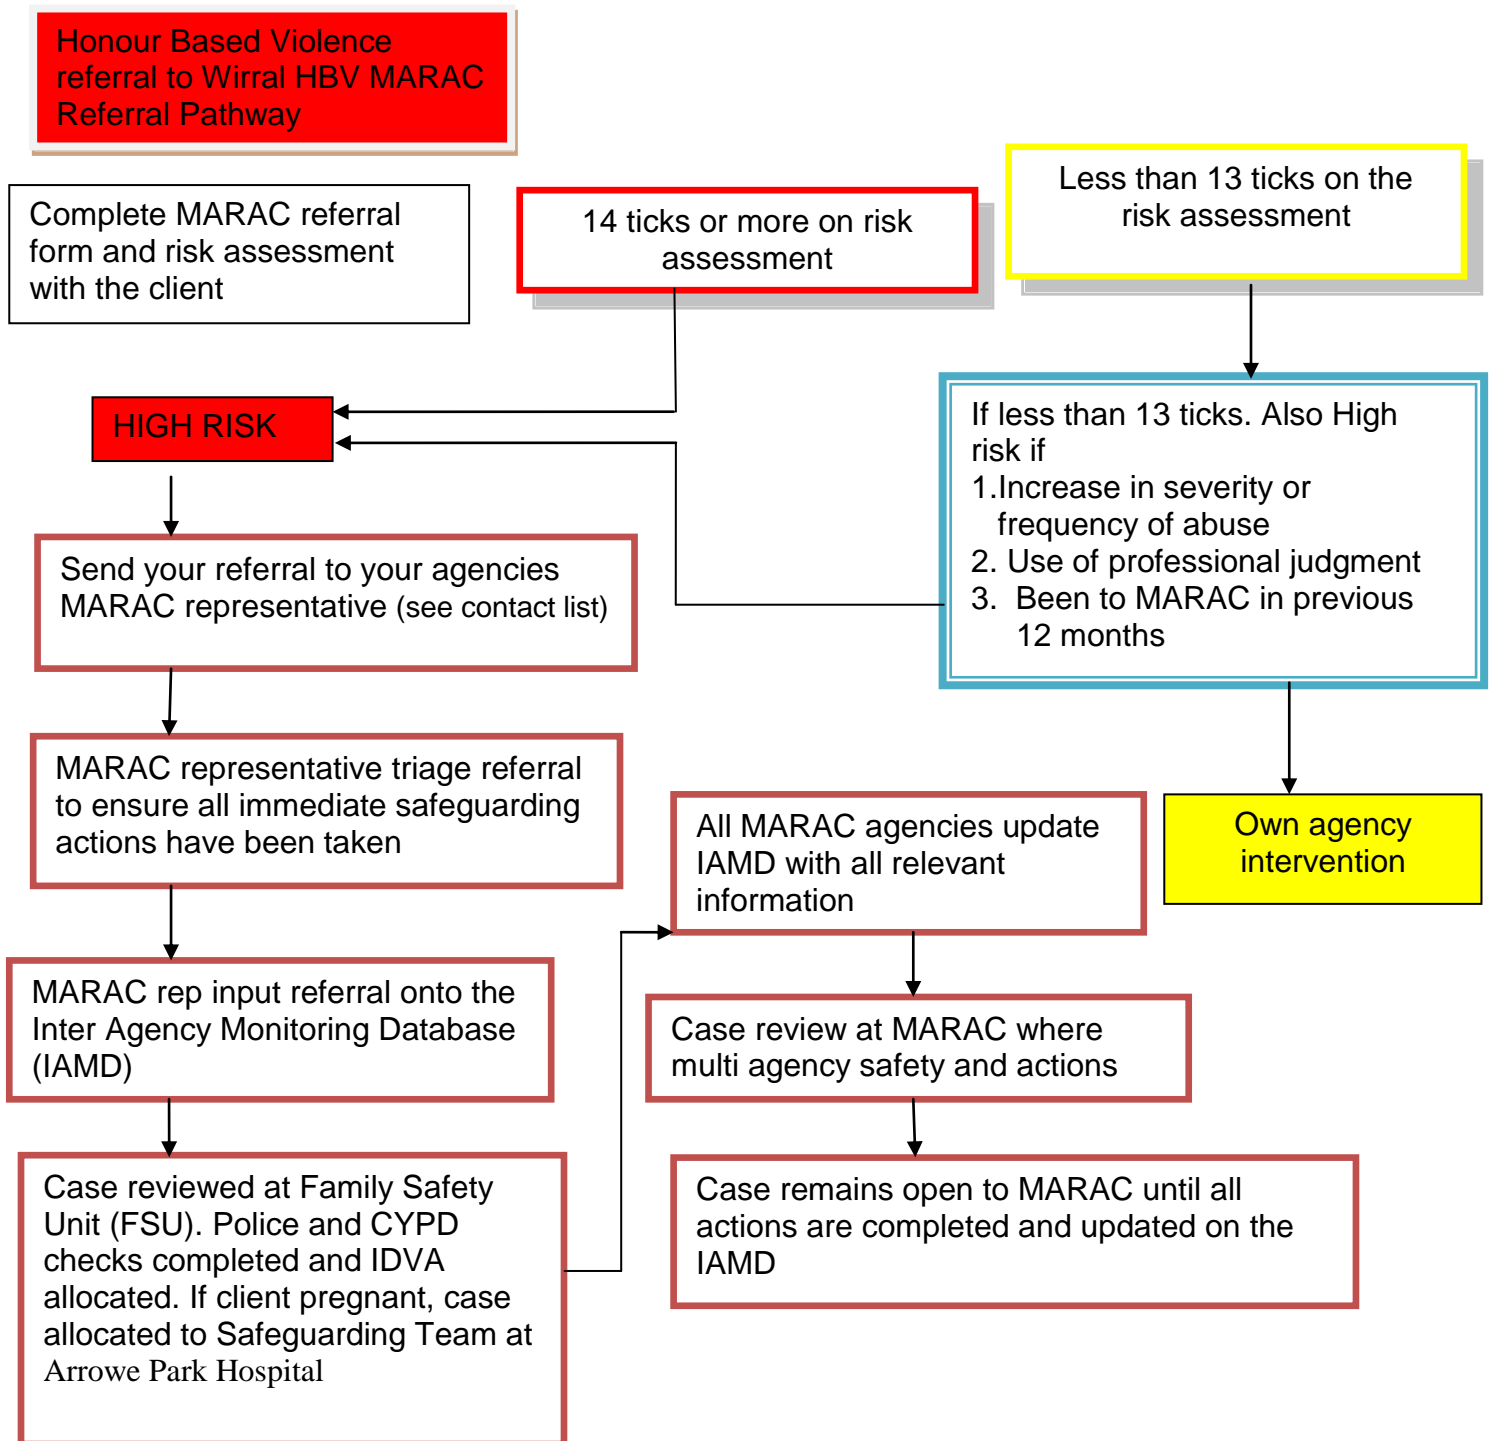 Honour Based Violence
referral to Wirral HBV MARAC
Referral Pathway
Complete MARAC referral
form and risk assessment
with the client
14 ticks or more on risk
assessment
Less than 13 ticks on the
risk assessment
HIGH RISK
If less than 13 ticks. Also High
risk if
1.Increase in severity or
frequency of abuse
2. Use of professional judgment
3. Been to MARAC in previous
12 months
Send your referral to your agencies
MARAC representative (see contact list)
MARAC representative triage referral
to ensure all immediate safeguarding
actions have been taken
All MARAC agencies update
IAMD with all relevant
information
Own agency
intervention
MARAC rep input referral onto the
Inter Agency Monitoring Database
(IAMD)
Case review at MARAC where
multi agency safety and actions
Case reviewed at Family Safety
Unit (FSU). Police and CYPD
checks completed and IDVA
allocated. If client pregnant, case
allocated to Safeguarding Team at
Arrowe Park Hospital
Case remains open to MARAC until all
actions are completed and updated on the
IAMD